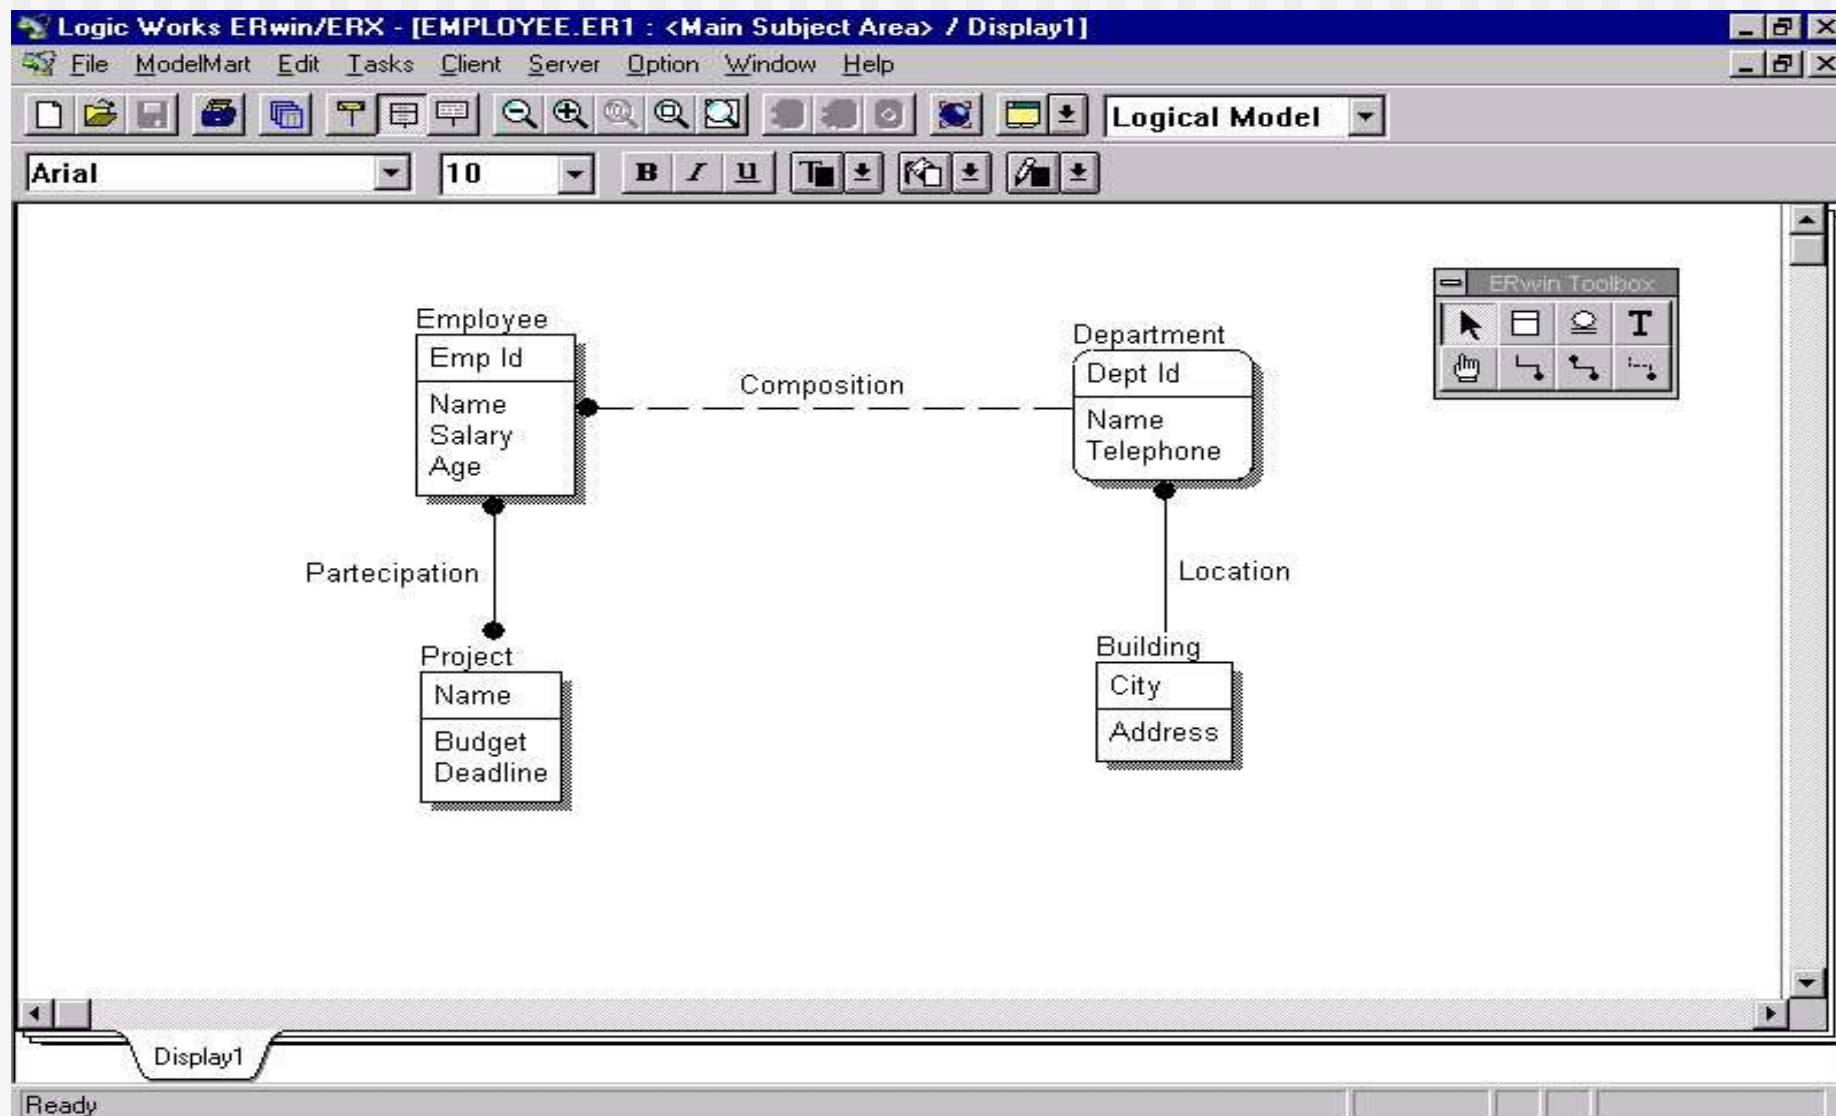 Logic Works ERwin/ERX - [EMPLOYEE.ER1 : <Main Subject Area> / Display1]
File ModelMart Edit Tasks Client Server Option Window Help
Logical Model
Arial 10 B I U T
ERwin Toolbox
T
Employee
Emp Id
Name
Salary
Age
Composition
Department
Dept Id
Name
Telephone
Partecipation
Location
Project
Name
Budget
Deadline
Building
City
Address
Display1
Ready